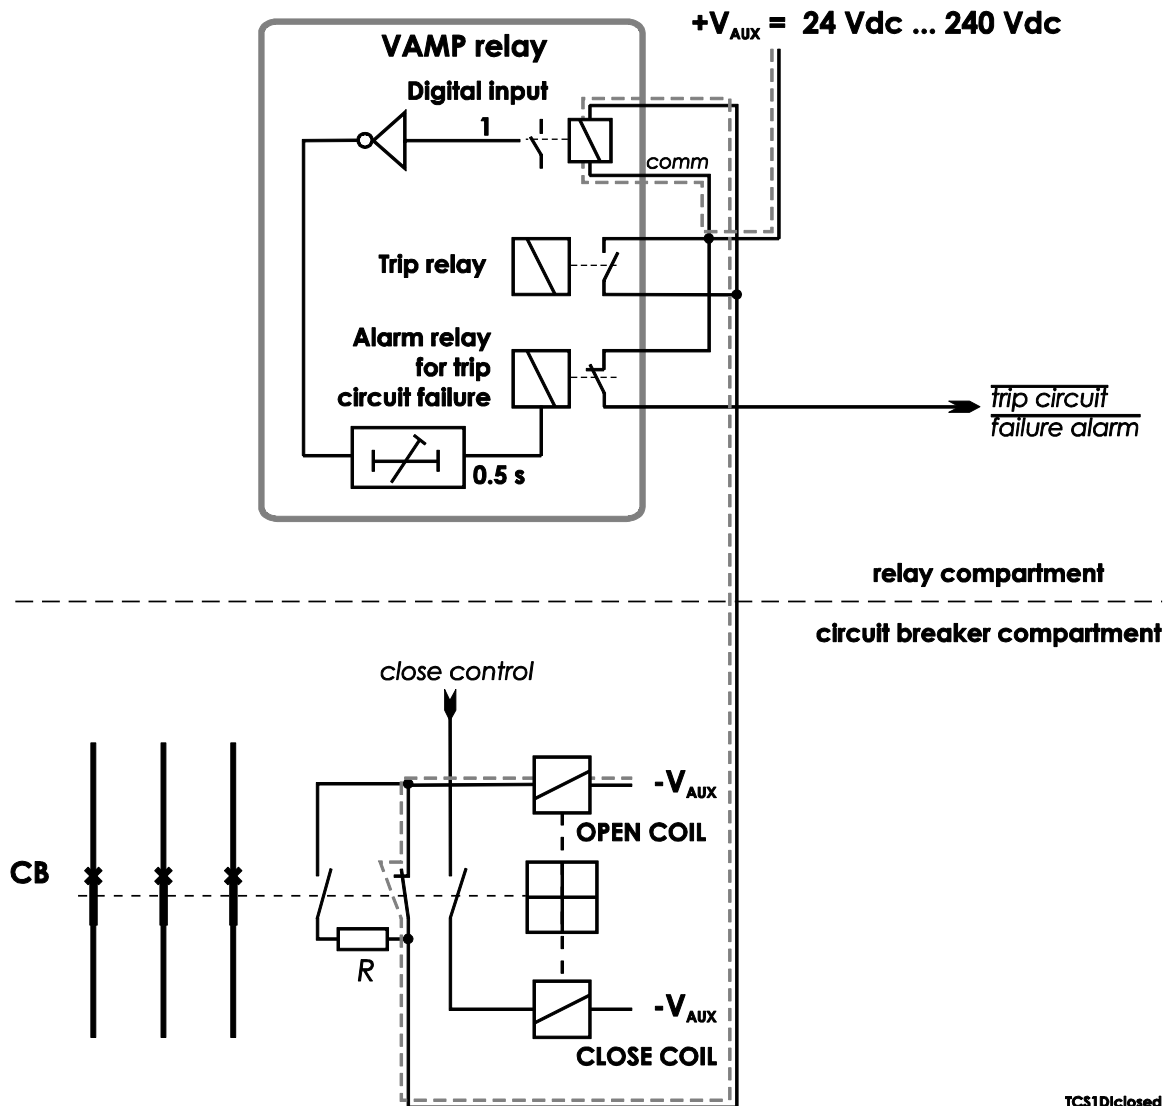 +VAUX = 24 Vdc ... 240 Vdc
VAMP relay
Digital input
1
comm
Trip relay
Alarm relay
for trip
circuit failure
trip circuit
failure alarm
0.5 s
relay compartment
circuit breaker compartment
close control
-VAUX
OPEN COIL
CB
R
-VAUX
CLOSE COIL
TCS1DIclosed